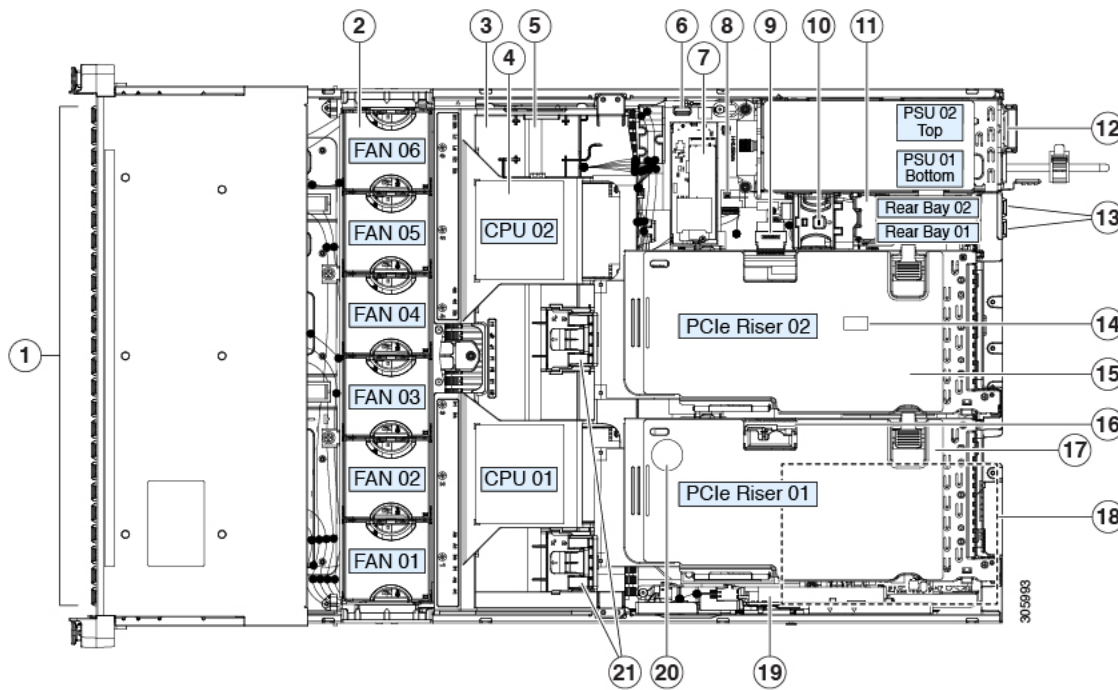 2
3
5
6
8
9
10
11
4
7
PSU 02
Top
PSU 01
Bottom
12
FAN 06
Rear Bay 02
Rear Bay 01
13
FAN 05
CPU 02
FAN 04
PCIe Riser 02
14
1
15
FAN 03
16
17
FAN 02
CPU 01
PCIe Riser 01
18
FAN 01
305993
21
20
19